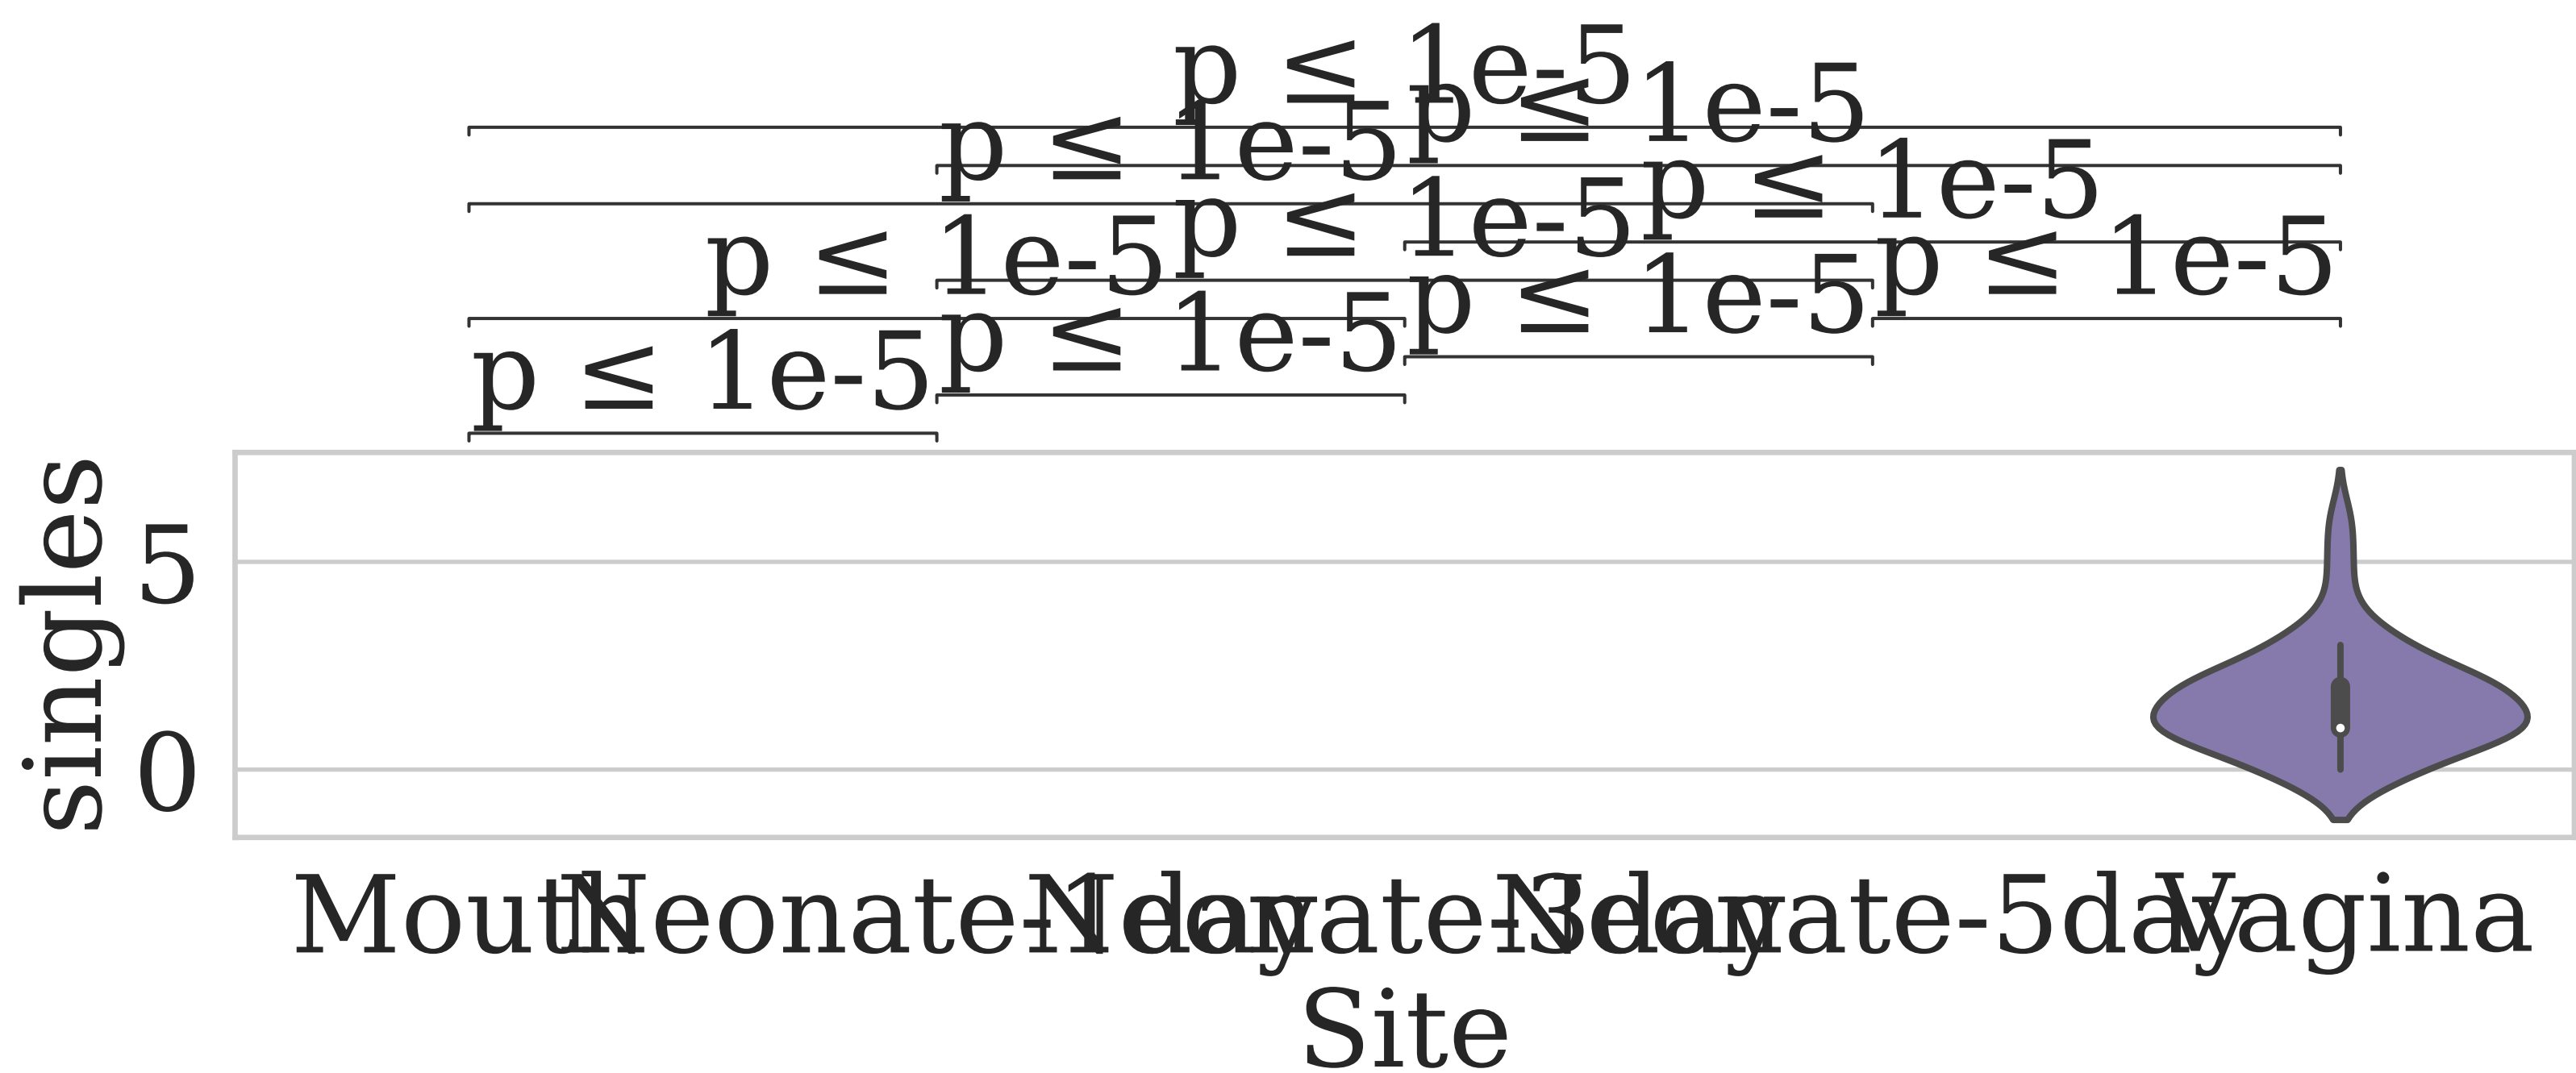 p ≤ 1e-5
p ≤ 1e-5
p ≤ 1e-5
p ≤ 1e-5
p ≤ 1e-5
p ≤ 1e-5
p ≤ 1e-5
p ≤ 1e-5
p ≤ 1e-5
p ≤ 1e-5
singles
5
0
Mouth Neonate-1day Neonate-3day Neonate-5day Vagina
Site